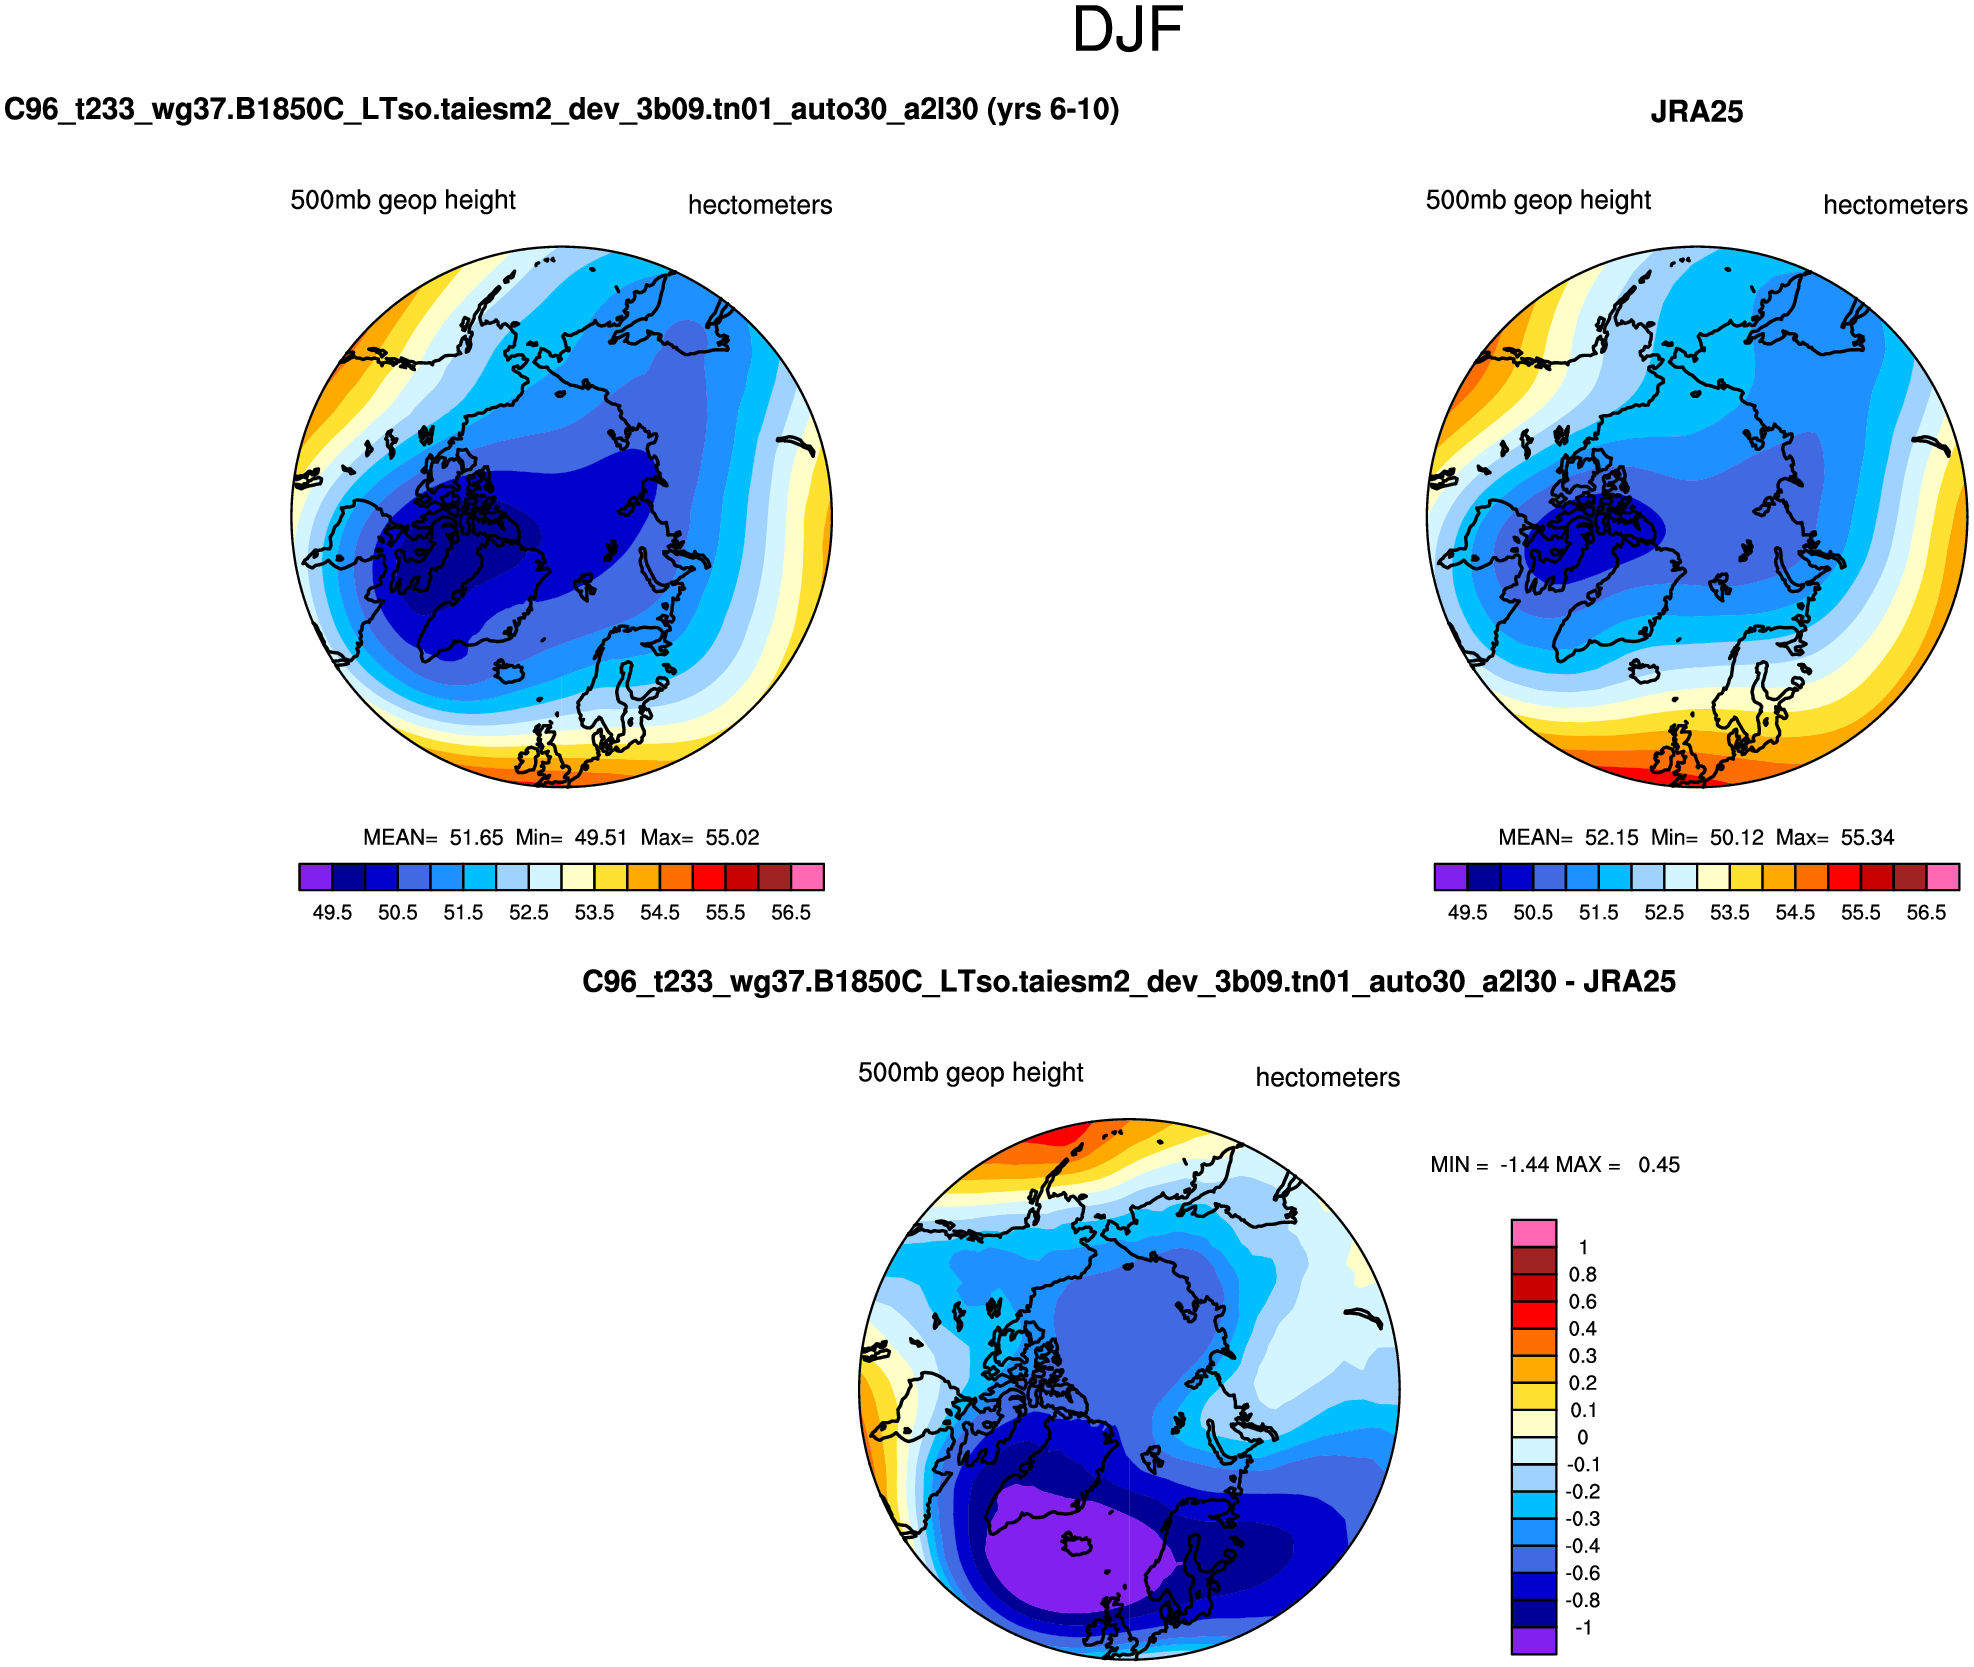 DJF
C96_t233_wg37.B1850C_LTso.taiesm2_dev_3b09.tn01_auto30_a2l30 (yrs 6-10)
JRA25
500mb geop height
hectometers
500mb geop height
hectometers
MEAN= 51.65 Min= 49.51 Max= 55.02
MEAN= 52.15 Min= 50.12 Max= 55.34
49.5 50.5 51.5 52.5 53.5 54.5 55.5 56.5
49.5 50.5 51.5 52.5 53.5 54.5 55.5 56.5
C96_t233_wg37.B1850C_LTso.taiesm2_dev_3b09.tn01_auto30_a2l30 - JRA25
500mb geop height
hectometers
MIN = -1.44 MAX = 0.45
1
0.8
0.6
0.4
0.3
0.2
0.1
0
-0.1
-0.2
-0.3
-0.4
-0.6
-0.8
-1